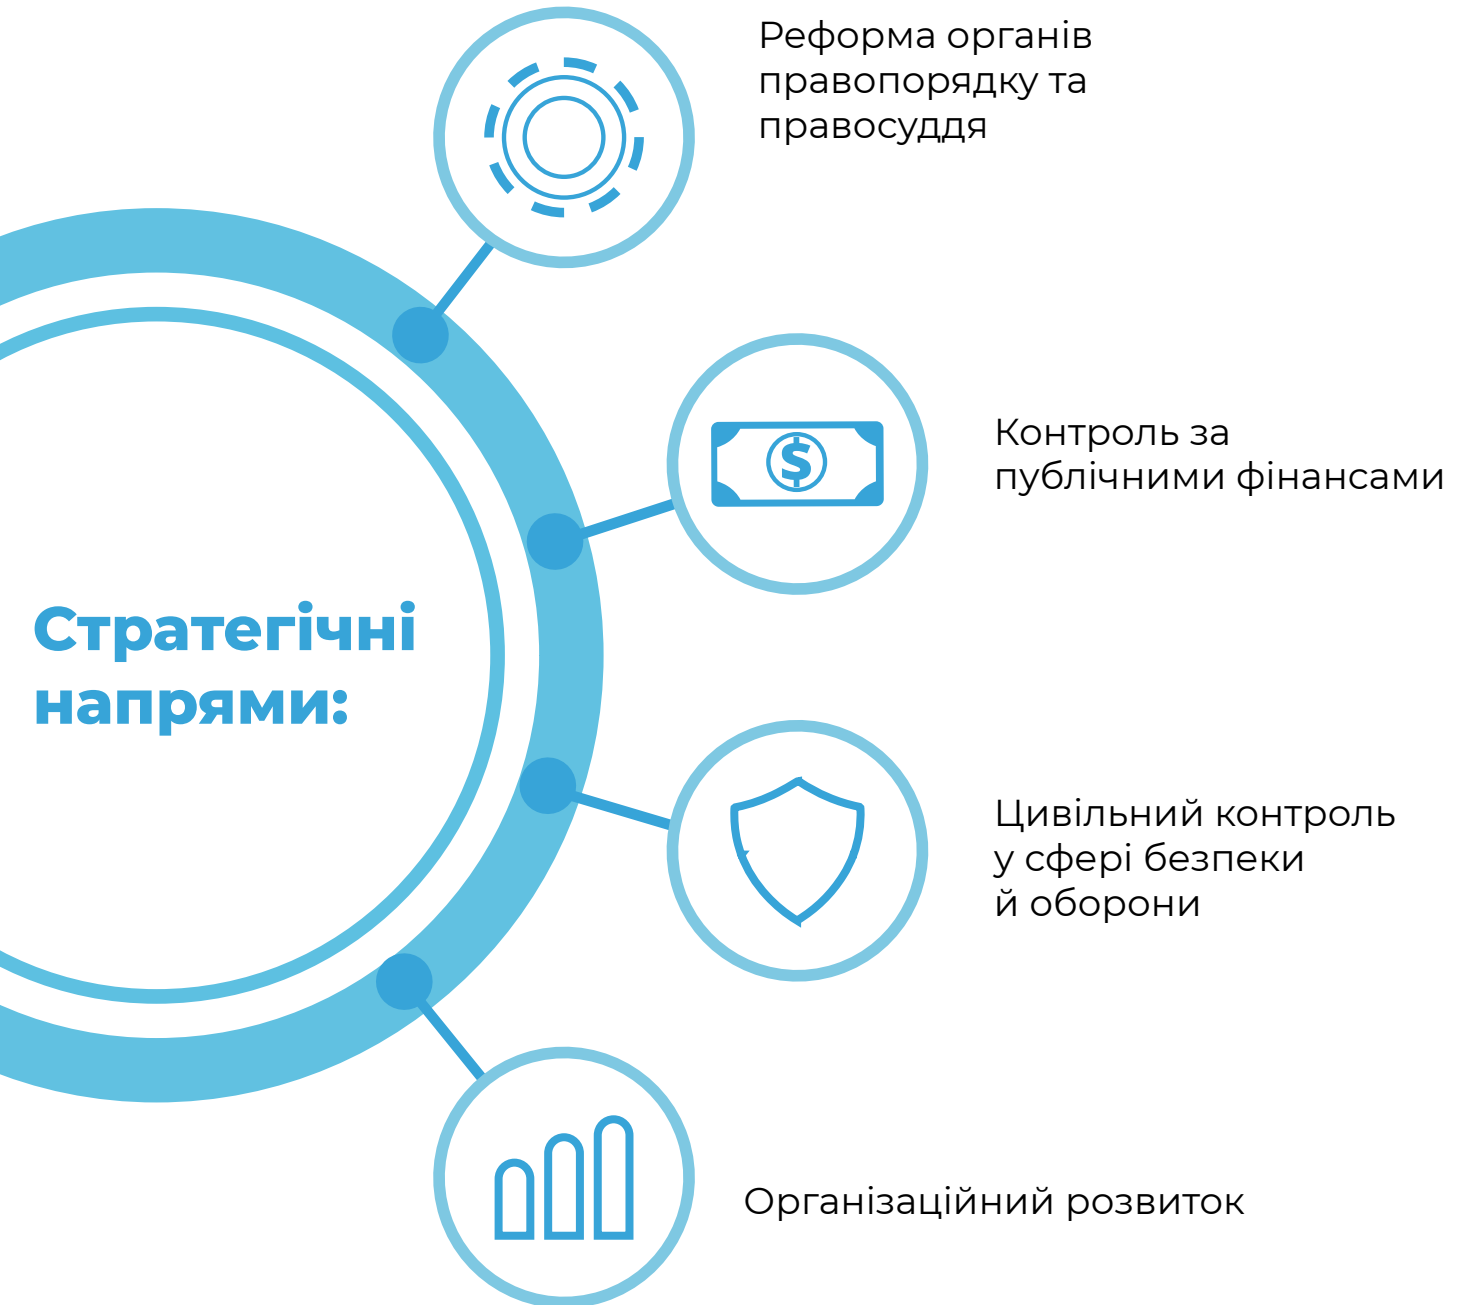 Реформа органів
правопорядку та
правосуддя
Контроль за
публічними фінансами
Стратегічні
напрями:
Цивільний контроль
у сфері безпеки
й оборони
Організаційний розвиток